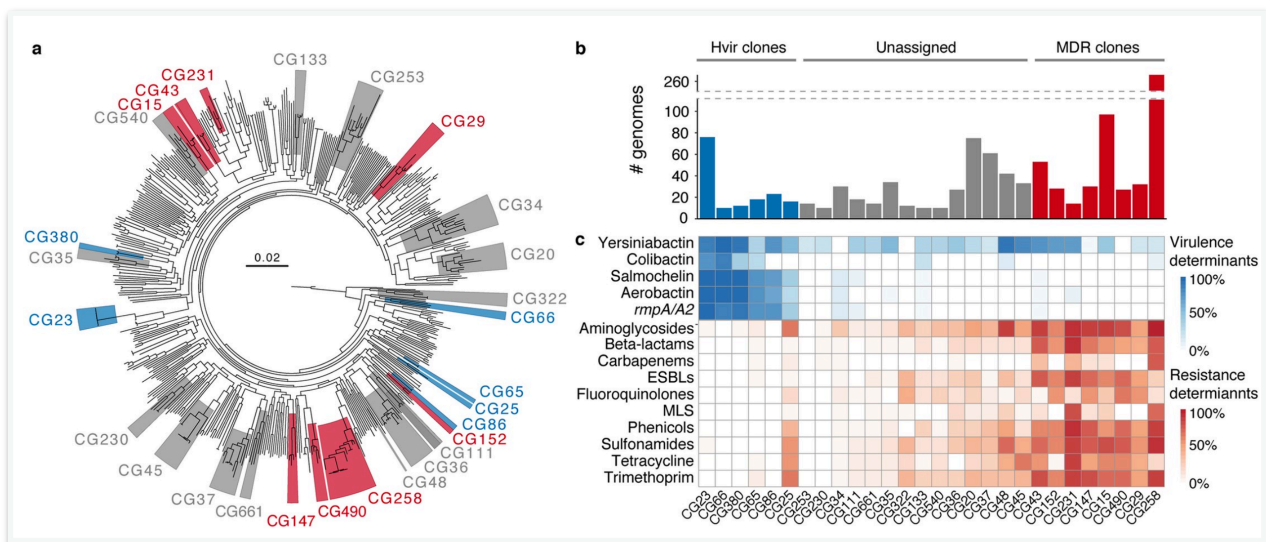 a
CG133
CG253
CG231
CG43
CG15
CG540
CG29
CG34
CG20
CG380
CG35
0.02
CG322
CG66
CG23
CG65
CG25
CG86
CG152
CG111
CG36
CG48
CG230
CG45
CG37
CG661
CG147
CG490
CG258
b
Hvir clones
Unassigned
MDR clones
# genomes
260
100
80
60
40
20
0
c
Yersiniabactin
Colibactin
Salmochelin
Aerobactin
rmpA/A2
Aminoglycosides
Beta-lactams
Carbapenems
ESBLs
Fluoroquinolones
MLS
Phenicols
Sulfonamides
Tetracycline
Trimethoprim
Virulence
determinants
100%
50%
0%
Resistance
determiannts
100%
50%
0%
CG23
CG66
CG380
CG65
CG86
CG25
CG253
CG230
CG34
CG111
CG661
CG35
CG322
CG133
CG540
CG36
CG20
CG37
CG48
CG45
CG43
CG152
CG231
CG147
CG15
CG490
CG29
CG258